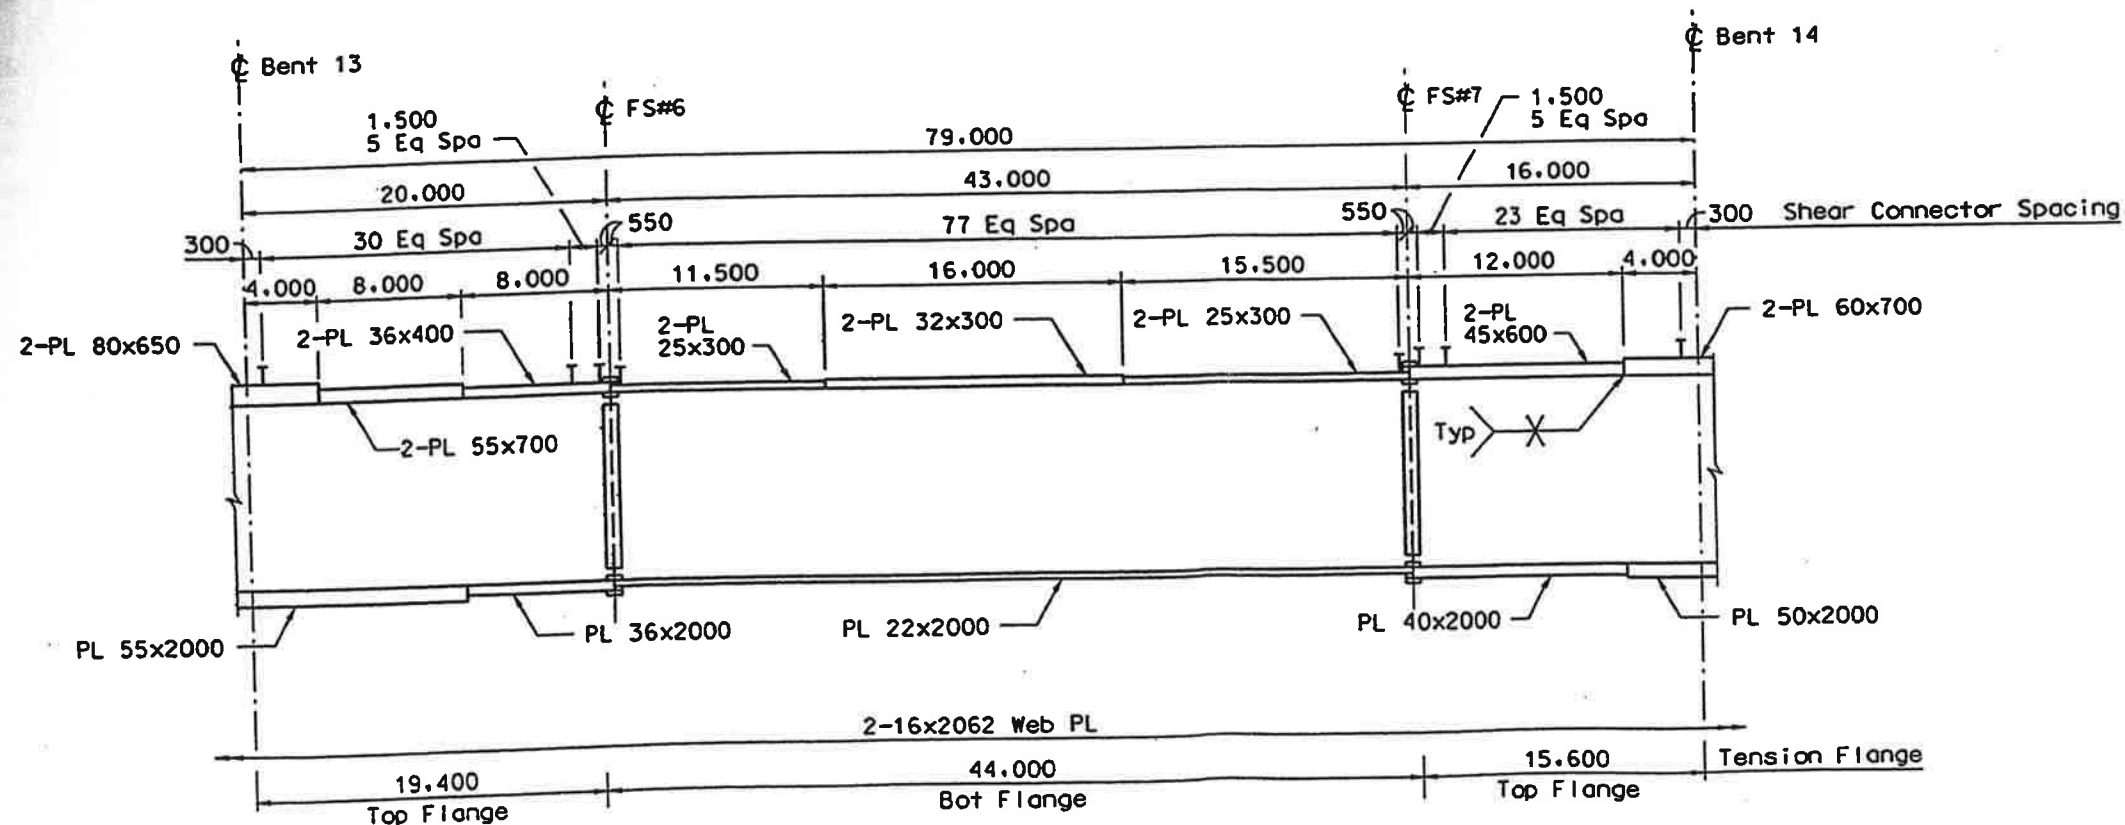 ℄ Bent 13
℄ Bent 14
℄ FS#6
℄ FS#7
1.500
5 Eq Spa
1.500
5 Eq Spa
79.000
20.000
43.000
16.000
300
30 Eq Spa
550
77 Eq Spa
550
23 Eq Spa
300 Shear Connector Spacing
4.000
8.000
8.000
11.500
16.000
15.500
12.000
4.000
2-PL 80x650
2-PL 36x400
2-PL
25x300
2-PL 32x300
2-PL 25x300
2-PL
45x600
2-PL 60x700
2-PL 55x700
Typ
PL 55x2000
PL 36x2000
PL 22x2000
PL 40x2000
PL 50x2000
2-16x2062 Web PL
19.400
44.000
15.600
Tension Flange
Top Flange
Bot Flange
Top Flange